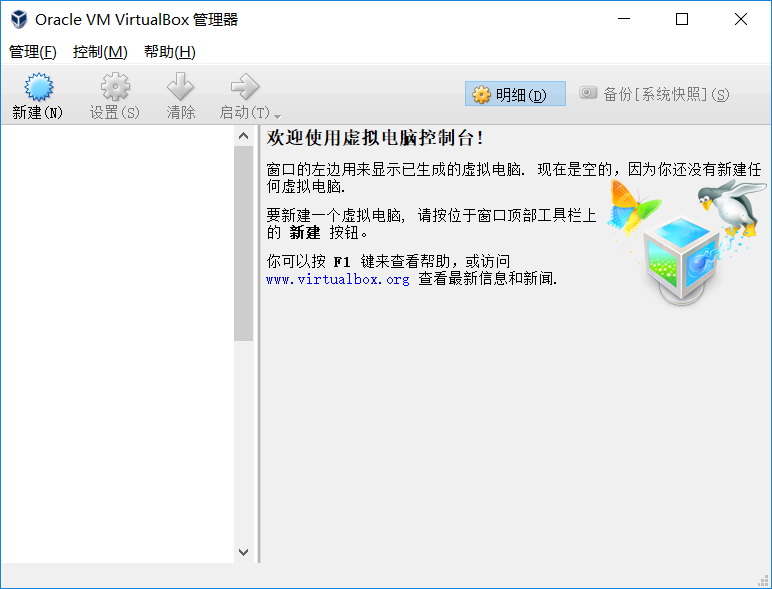 Oracle VM VirtualBox 管理器
管理(F) 控制(M) 帮助(H)
新建(N) 设置(S) 清除 启动(T) 明细(D) 备份[系统快照](S)
欢迎使用虚拟电脑控制台!
窗口的左边用来显示已生成的虚拟电脑. 现在是空的, 因为你还没有新建任
何虚拟电脑.
要新建一个虚拟电脑, 请按位于窗口顶部工具栏上
的 新建 按钮。
你可以按 F1 键来查看帮助, 或访问
www.virtualbox.org 查看最新信息和新闻.